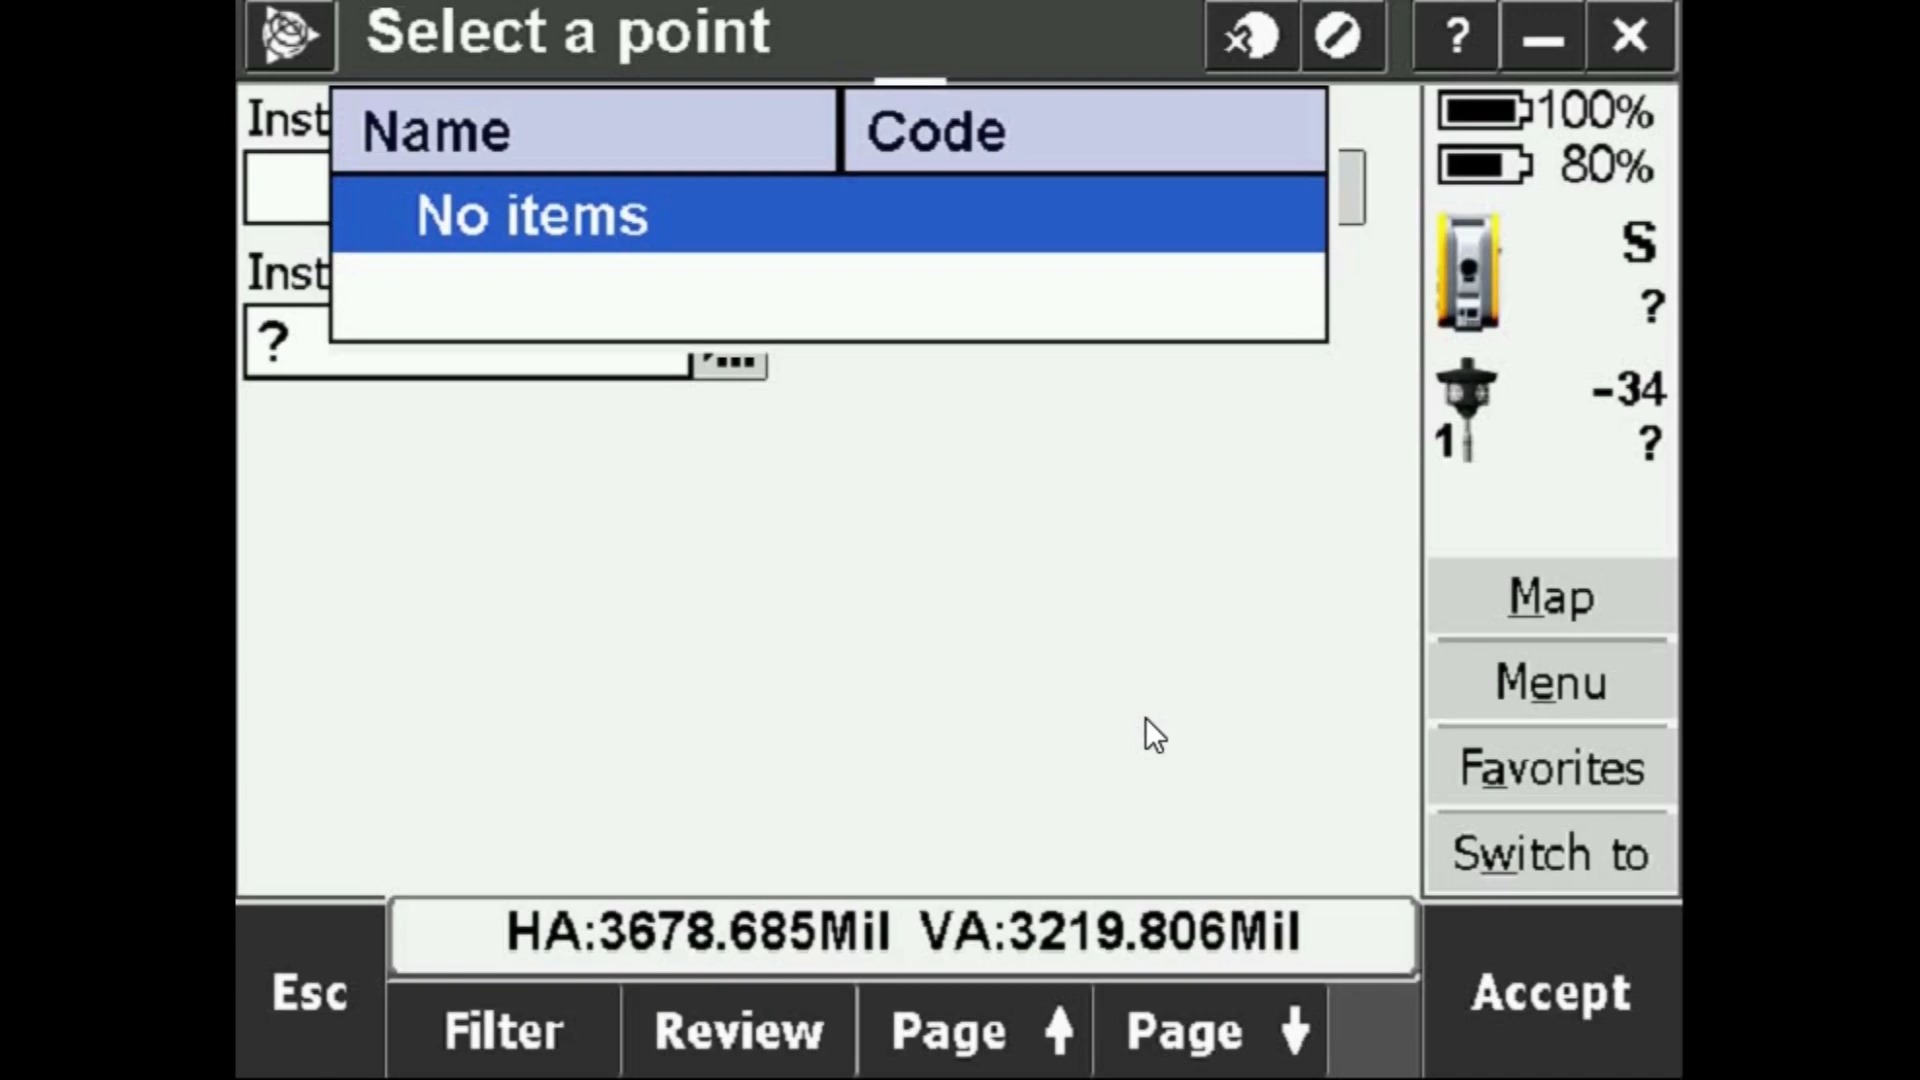 Select a point
?
Name Code
No items
Inst
Inst
?
100%
80%
S
?
-34
1 ?
Map
Menu
Favorites
Switch to
HA:3678.685Mil VA:3219.806Mil
Esc
Filter
Review
Page
Page
Accept